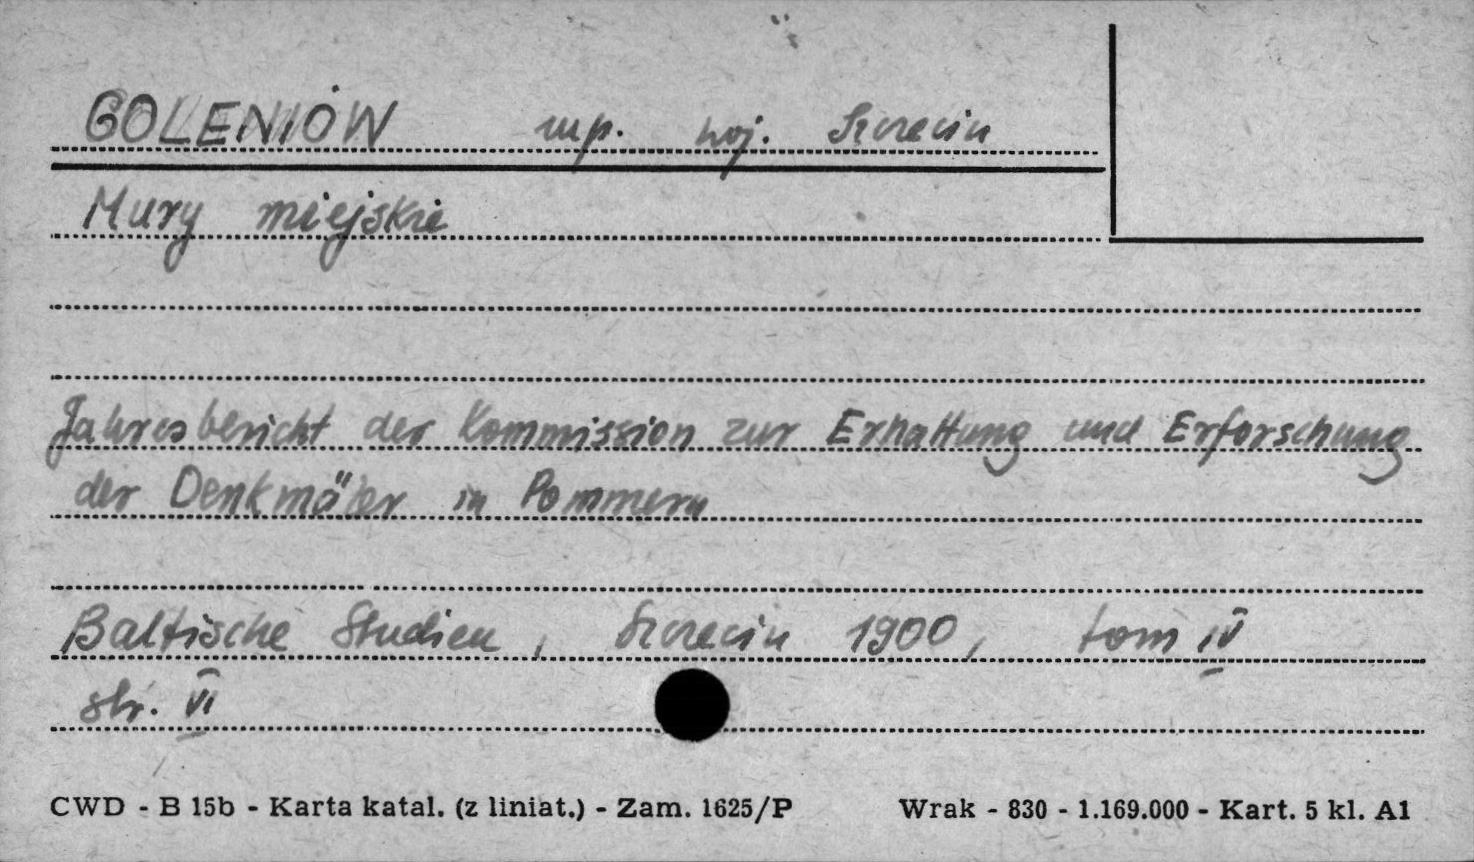 GOLENIÓW mp. woj. Szczecin
Mury miejskie
Jahresbericht der Kommission zur Erhaltung und Erforschung
der Denkmäler in Pommern
Baltische Studien, Szczecin 1900, tom IV
str. VI
CWD - B 15b - Karta katal. (z liniat.) - Zam. 1625/P Wrak - 830 - 1.169.000 - Kart. 5 kl. A1